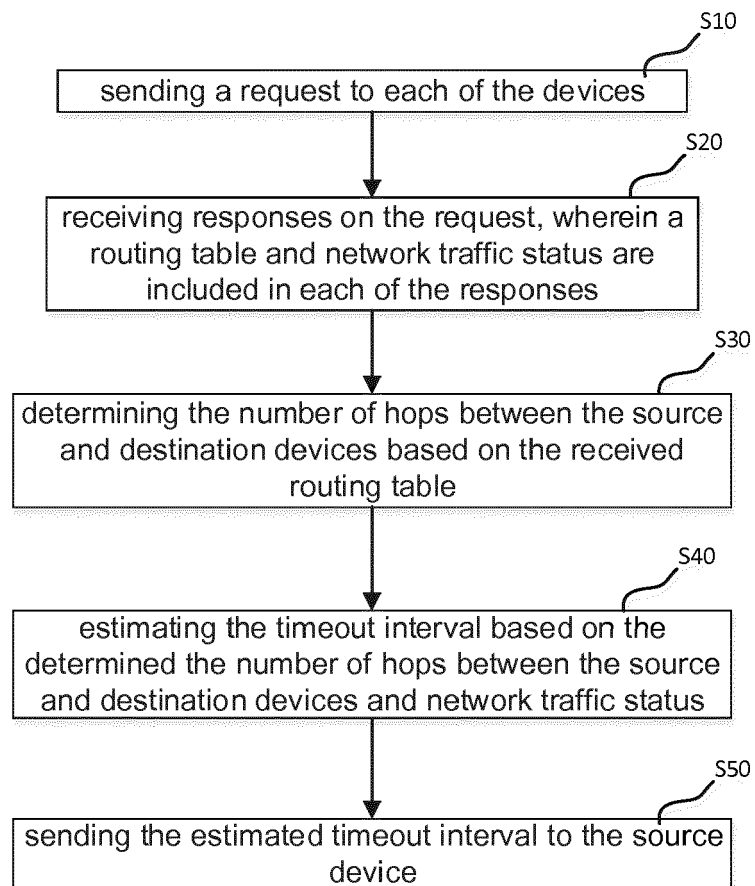 S10
sending a request to each of the devices
S20
receiving responses on the request, wherein a
routing table and network traffic status are
included in each of the responses
S30
determining the number of hops between the source
and destination devices based on the received
routing table
S40
estimating the timeout interval based on the
determined the number of hops between the source
and destination devices and network traffic status
S50
sending the estimated timeout interval to the source
device